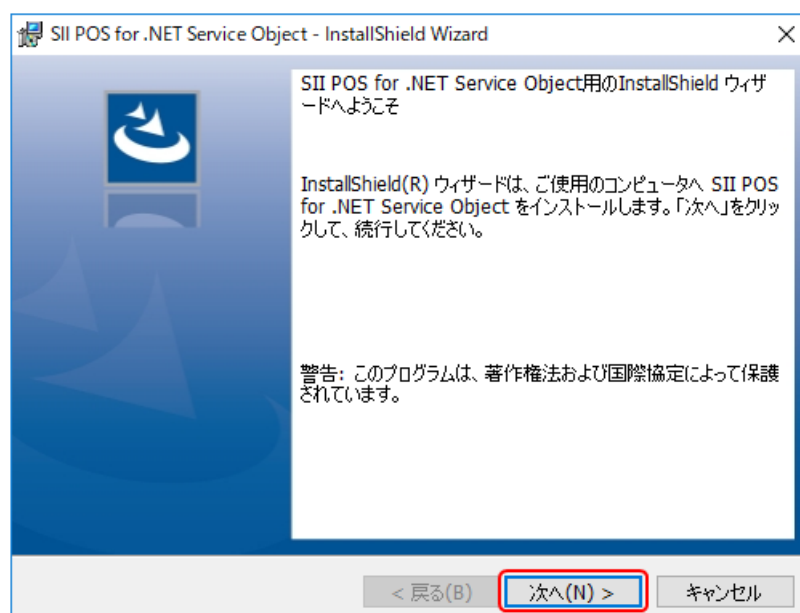 SII POS for .NET Service Object - InstallShield Wizard
SII POS for .NET Service Object用のInstallShield ウィザ
ードへようこそ
InstallShield(R) ウィザードは、ご使用のコンピュータへ SII POS
for .NET Service Object をインストールします。「次へ」をクリッ
クして、続行してください。
警告: このプログラムは、著作権法および国際協定によって保護
されています。
< 戻る(B) 次へ(N) > キャンセル